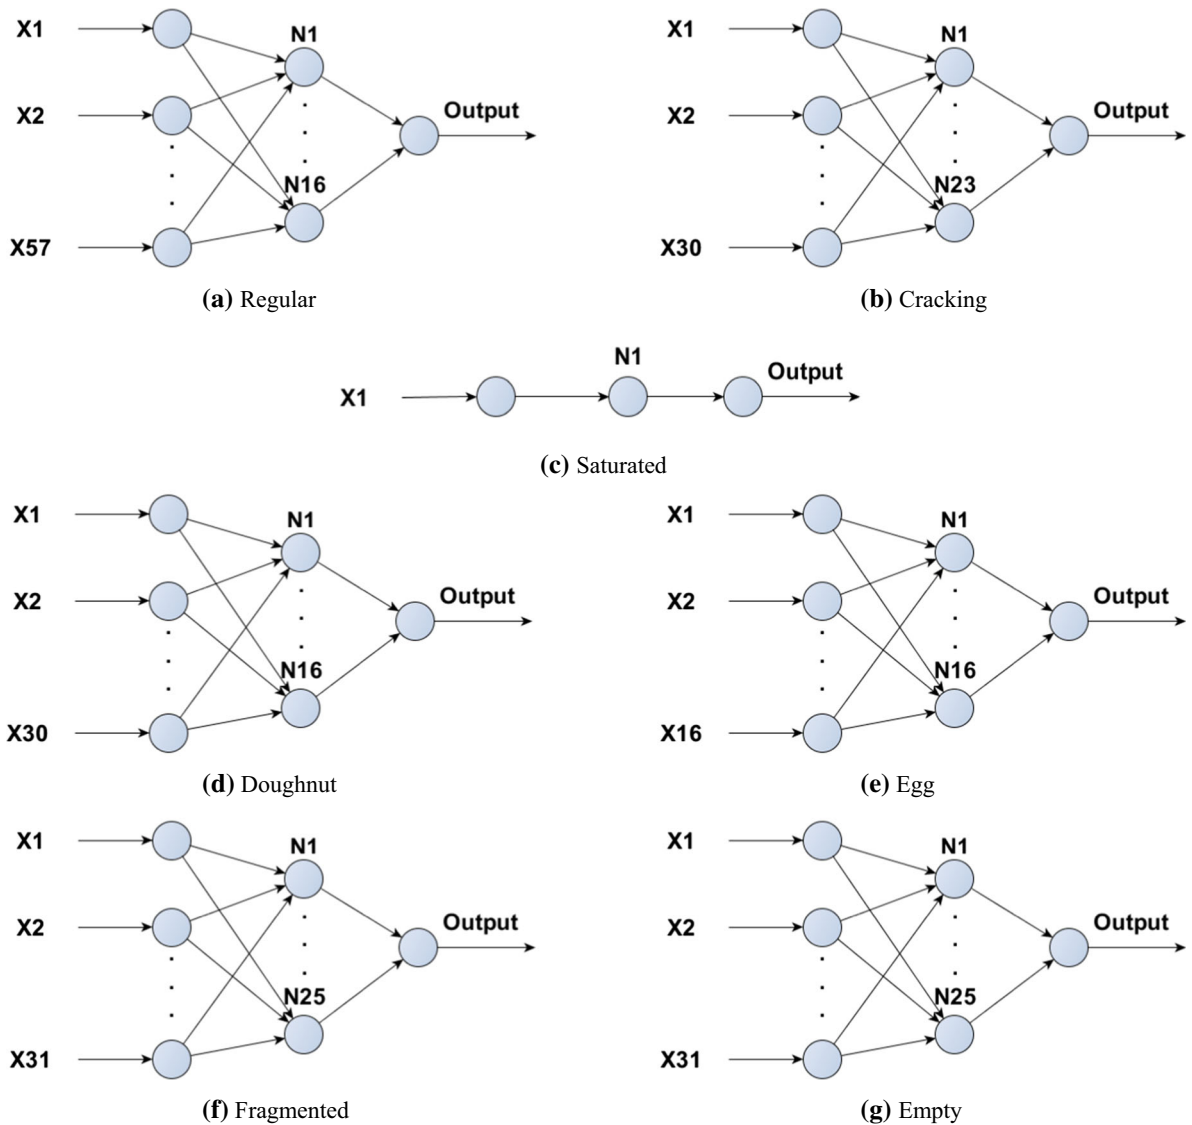 X1
N1
X2
Output
N16
X57
(a) Regular
X1
N1
X2
Output
N23
X30
(b) Cracking
X1
N1
Output
(c) Saturated
X1
N1
X2
Output
N16
X30
(d) Doughnut
X1
N1
X2
Output
N16
X16
(e) Egg
X1
N1
X2
Output
N25
X31
(f) Fragmented
X1
N1
X2
Output
N25
X31
(g) Empty